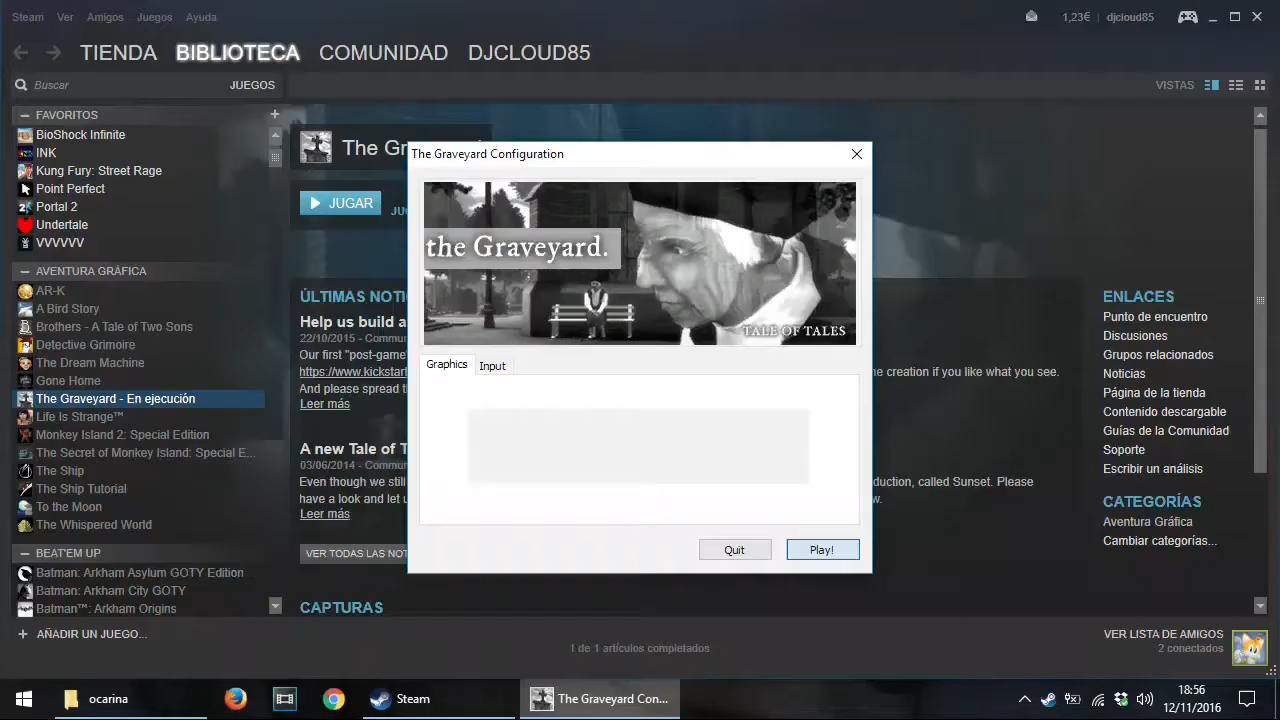 Steam Ver Amigos Juegos Ayuda
1,23€ djcloud85
TIENDA BIBLIOTECA COMUNIDAD DJCLOUD85
Buscar JUEGOS
VISTAS
FAVORITOS
BioShock Infinite
INK
Kung Fury: Street Rage
Point Perfect
Portal 2
Undertale
VVVVVV
AVENTURA GRÁFICA
AR-K
A Bird Story
Brothers - A Tale of Two Sons
Detective Grimoire
The Dream Machine
Gone Home
The Graveyard - En ejecución
Life Is Strange™
Monkey Island 2: Special Edition
The Secret of Monkey Island: Special E...
The Ship
The Ship Tutorial
To the Moon
The Whispered World
BEAT'EM UP
Batman: Arkham Asylum GOTY Edition
Batman: Arkham City GOTY
Batman™: Arkham Origins
AÑADIR UN JUEGO...
The Gr
JUGAR
ÚLTIMAS NOTI
Help us build a
22/10/2015 - Commun
Our first "post-game
https://www.kickstart
e creation if you like what you see.
And please spread t
Leer más
A new Tale of T
03/06/2014 - Commun
Even though we still
duction, called Sunset. Please
have a look and let u
w.
Leer más
VER TODAS LAS NOT
CAPTURAS
The Graveyard Configuration
the Graveyard.
TALE OF TALES
Graphics Input
Quit Play!
ENLACES
Punto de encuentro
Discusiones
Grupos relacionados
Noticias
Página de la tienda
Contenido descargable
Guías de la Comunidad
Soporte
Escribir un análisis
CATEGORÍAS
Aventura Gráfica
Cambiar categorías...
1 de 1 artículos completados
VER LISTA DE AMIGOS
2 conectados
ocarina
Steam
The Graveyard Con...
18:56
12/11/2016